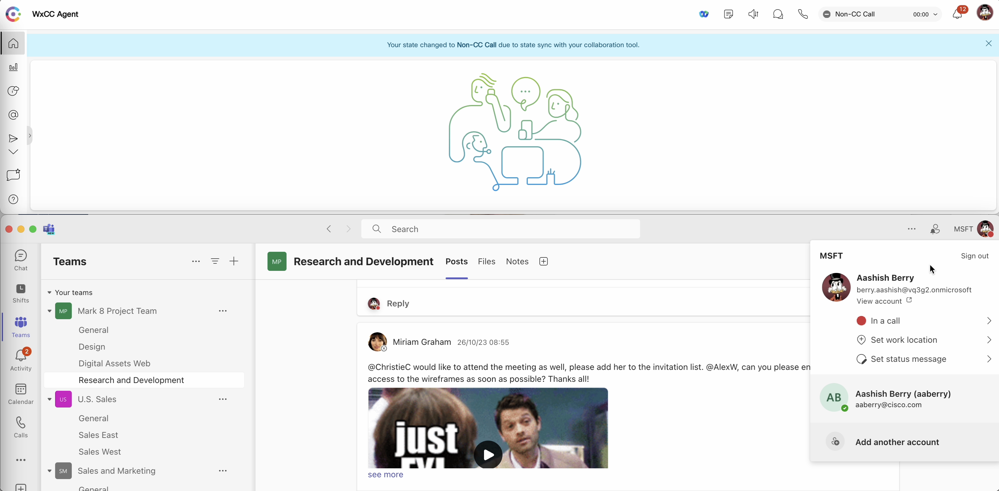 WxCC Agent
Non-CC Call 00:00
12
Your state changed to Non-CC Call due to state sync with your collaboration tool.
NEW
Search
MSFT
Chat
Shifts
Teams
2
Activity
Calendar
Calls
Teams
Your teams
MP Mark 8 Project Team
General
Design
Digital Assets Web
Research and Development
US U.S. Sales
General
Sales East
Sales West
SM Sales and Marketing
General
MP Research and Development Posts Files Notes
Reply
Miriam Graham 26/10/23 08:55
@ChristieC would like to attend the meeting as well, please add her to the invitation list. @AlexW, can you please en
access to the wireframes as soon as possible? Thanks all!
just
FYI
see more
MSFT Sign out
Aashish Berry
berry.aashish@vq3g2.onmicrosoft
View account
In a call
Set work location
Set status message
AB
Aashish Berry (aaberry)
aaberry@cisco.com
Add another account